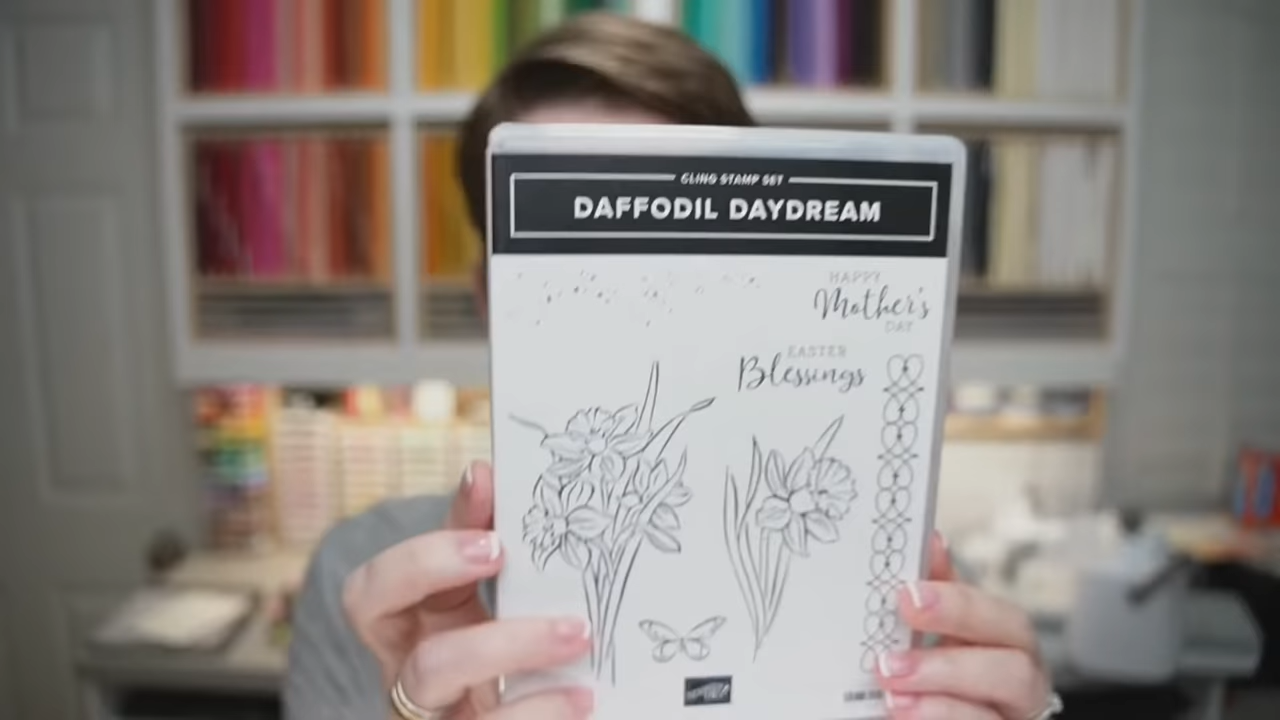 CLING STAMP SET
DAFFODIL DAYDREAM
HAPPY
Mother's
DAY
EASTER
Blessings